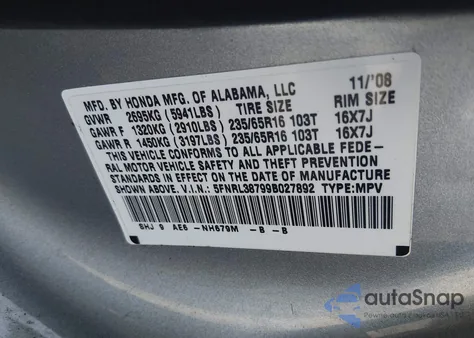 MFD. BY HONDA MFG. OF ALABAMA, LLC 11/'08
GVWR 2695KG (5941LBS) TIRE SIZE RIM SIZE
GAWR F 1320KG (2910LBS) 235/65R16 103T 16X7J
GAWR R 1450KG (3197LBS) 235/65R16 103T 16X7J
THIS VEHICLE CONFORMS TO ALL APPLICABLE FEDE-
RAL MOTOR VEHICLE SAFETY AND THEFT PREVENTION
STANDARDS IN EFFECT ON THE DATE OF MANUFACTURE
SHOWN ABOVE. V.I.N.: 5FNRL38799B027892 TYPE:MPV
SHJ 9 AE6 -NH679M -B -B
autoSnap